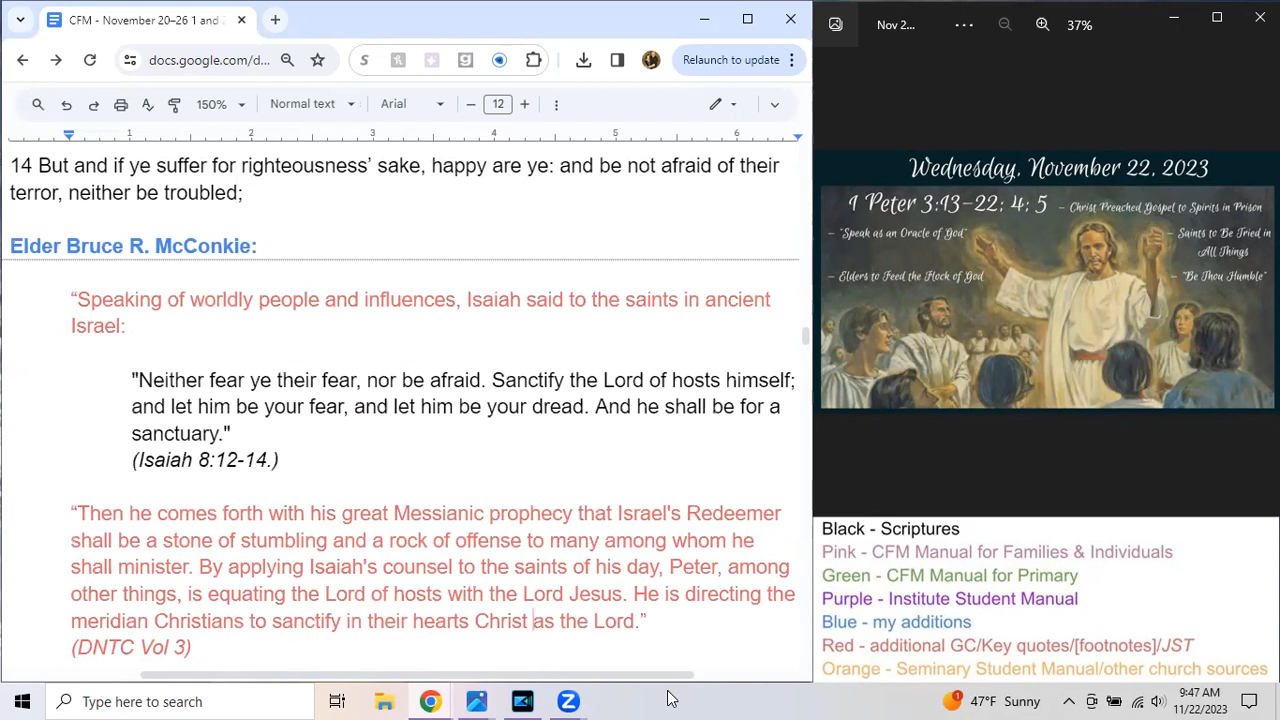 CFM - November 20–26 1 and
docs.google.com/d...
Relaunch to update
150%
Normal text
Arial
12
1 2 3 4 5 6
14 But and if ye suffer for righteousness’ sake, happy are ye: and be not afraid of their
terror, neither be troubled;
Elder Bruce R. McConkie:
“Speaking of worldly people and influences, Isaiah said to the saints in ancient
Israel:
"Neither fear ye their fear, nor be afraid. Sanctify the Lord of hosts himself;
and let him be your fear, and let him be your dread. And he shall be for a
sanctuary."
(Isaiah 8:12-14.)
“Then he comes forth with his great Messianic prophecy that Israel's Redeemer
shall be a stone of stumbling and a rock of offense to many among whom he
shall minister. By applying Isaiah's counsel to the saints of his day, Peter, among
other things, is equating the Lord of hosts with the Lord Jesus. He is directing the
meridian Christians to sanctify in their hearts Christ as the Lord.”
(DNTC Vol 3)
Nov 2...
37%
Wednesday, November 22, 2023
1 Peter 3:13–22; 4; 5
– Christ Preached Gospel to Spirits in Prison
– "Speak as an Oracle of God"
– Saints to Be Tried in
All Things
– Elders to Feed the Flock of God
– "Be Thou Humble"
Black - Scriptures
Pink - CFM Manual for Families & Individuals
Green - CFM Manual for Primary
Purple - Institute Student Manual
Blue - my additions
Red - additional GC/Key quotes/[footnotes]/JST
Orange - Seminary Student Manual/other church sources
Type here to search
1
47°F Sunny
9:47 AM
11/22/2023